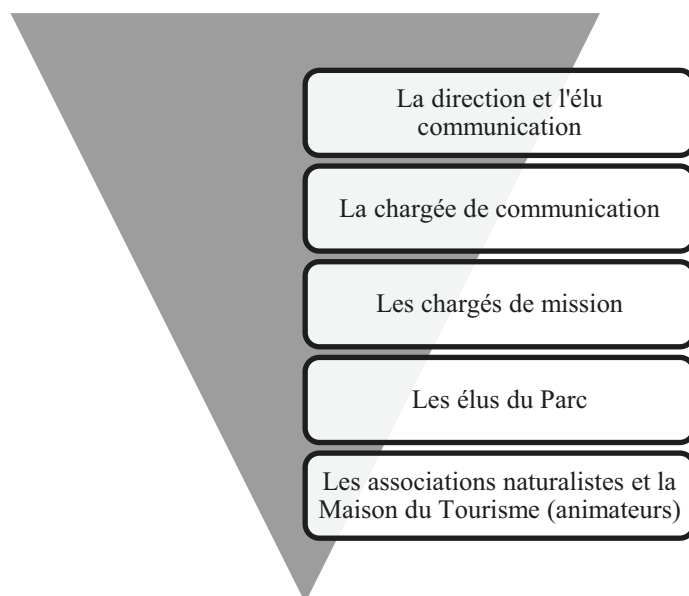 La direction et l'élu
communication
La chargée de communication
Les chargés de mission
Les élus du Parc
Les associations naturalistes et la
Maison du Tourisme (animateurs)